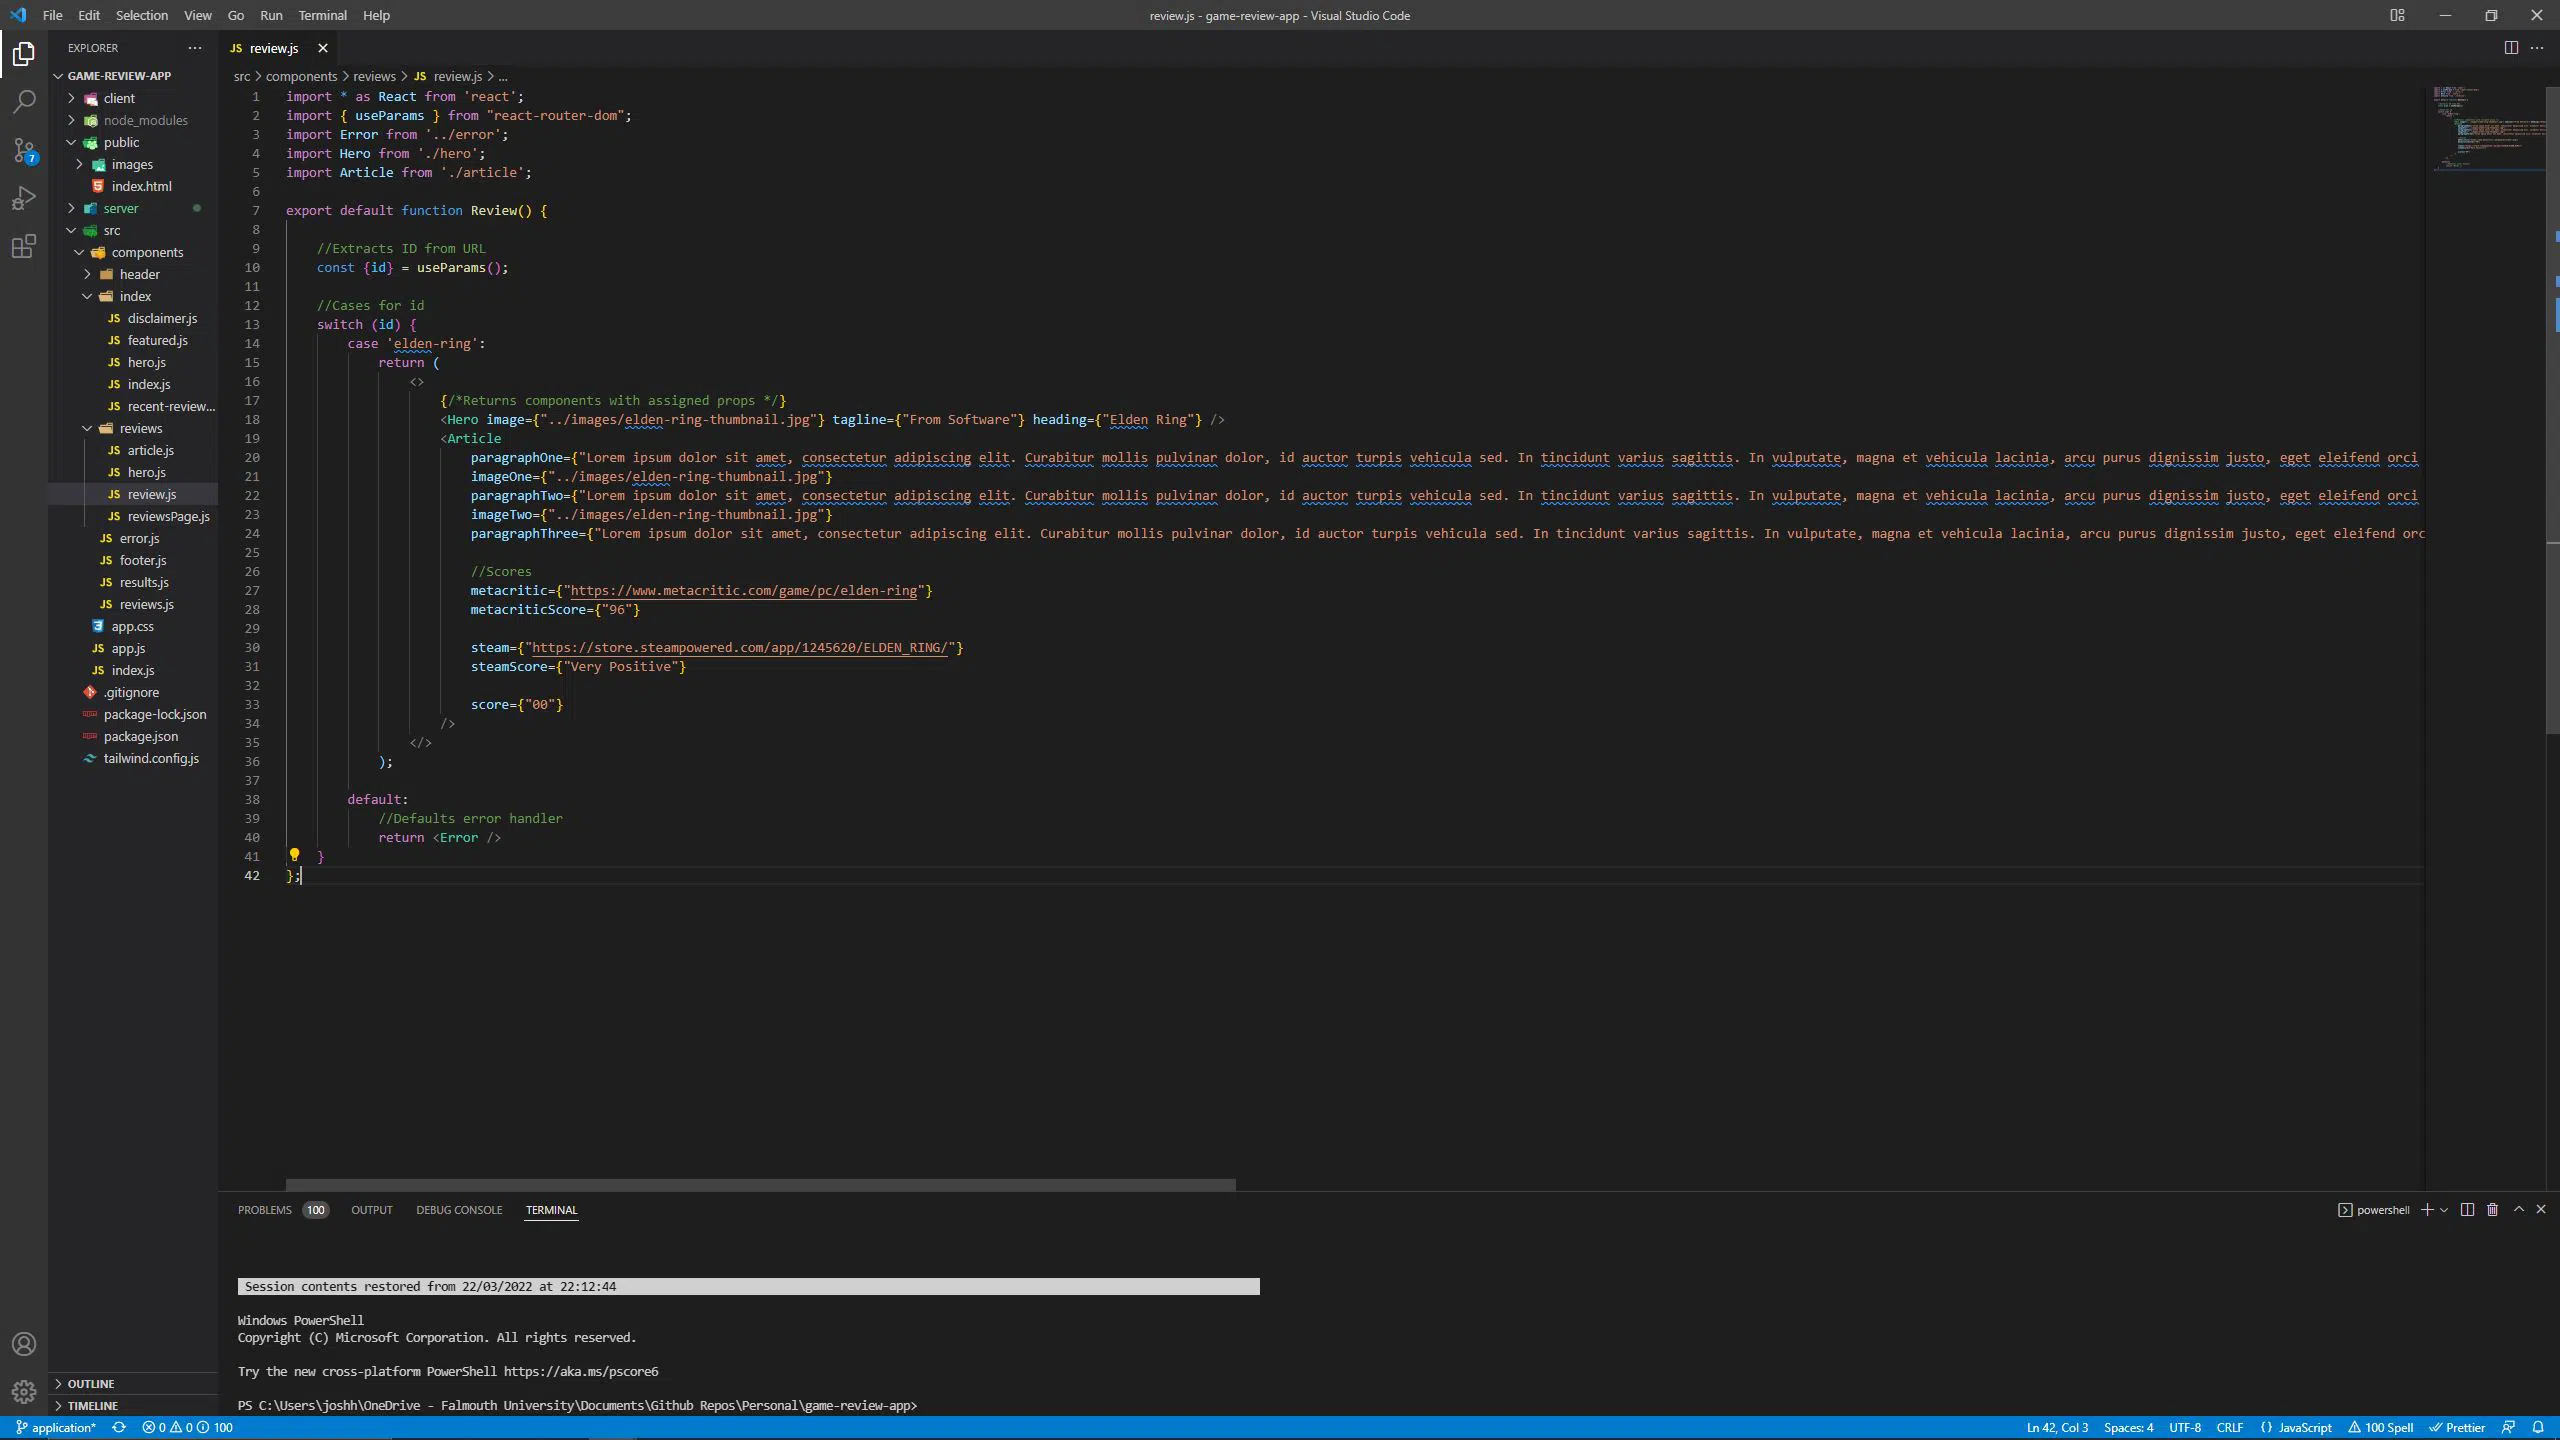 File Edit Selection View Go Run Terminal Help
review.js - game-review-app - Visual Studio Code
EXPLORER
GAME-REVIEW-APP
client
node_modules
public
images
index.html
server
src
components
header
index
disclaimer.js
featured.js
hero.js
index.js
recent-review...
reviews
article.js
hero.js
review.js
reviewsPage.js
error.js
footer.js
results.js
reviews.js
app.css
app.js
index.js
.gitignore
package-lock.json
package.json
tailwind.config.js
OUTLINE
TIMELINE
7
JS review.js
src > components > reviews > JS review.js > ...
1 import * as React from 'react';
2 import { useParams } from "react-router-dom";
3 import Error from '../error';
4 import Hero from './hero';
5 import Article from './article';
6
7 export default function Review() {
8
9 //Extracts ID from URL
10 const {id} = useParams();
11
12 //Cases for id
13 switch (id) {
14 case 'elden-ring':
15 return (
16 <>
17 {/*Returns components with assigned props */}
18 <Hero image={"../images/elden-ring-thumbnail.jpg"} tagline={"From Software"} heading={"Elden Ring"} />
19 <Article
20 paragraphOne={"Lorem ipsum dolor sit amet, consectetur adipiscing elit. Curabitur mollis pulvinar dolor, id auctor turpis vehicula sed. In tincidunt varius sagittis. In vulputate, magna et vehicula lacinia, arcu purus dignissim justo, eget eleifend orci
21 imageOne={"../images/elden-ring-thumbnail.jpg"}
22 paragraphTwo={"Lorem ipsum dolor sit amet, consectetur adipiscing elit. Curabitur mollis pulvinar dolor, id auctor turpis vehicula sed. In tincidunt varius sagittis. In vulputate, magna et vehicula lacinia, arcu purus dignissim justo, eget eleifend orci
23 imageTwo={"../images/elden-ring-thumbnail.jpg"}
24 paragraphThree={"Lorem ipsum dolor sit amet, consectetur adipiscing elit. Curabitur mollis pulvinar dolor, id auctor turpis vehicula sed. In tincidunt varius sagittis. In vulputate, magna et vehicula lacinia, arcu purus dignissim justo, eget eleifend orc
25
26 //Scores
27 metacritic={"https://www.metacritic.com/game/pc/elden-ring"}
28 metacriticScore={"96"}
29
30 steam={"https://store.steampowered.com/app/1245620/ELDEN_RING/"}
31 steamScore={"Very Positive"}
32
33 score={"00"}
34 />
35 </>
36 );
37
38 default:
39 //Defaults error handler
40 return <Error />
41 }
42 };
PROBLEMS 100 OUTPUT DEBUG CONSOLE TERMINAL
powershell
Session contents restored from 22/03/2022 at 22:12:44
Windows PowerShell
Copyright (C) Microsoft Corporation. All rights reserved.
Try the new cross-platform PowerShell https://aka.ms/pscore6
PS C:\Users\joshh\OneDrive - Falmouth University\Documents\Github Repos\Personal\game-review-app>
application* 0 0 100
Ln 42, Col 3 Spaces: 4 UTF-8 CRLF {} JavaScript 100 Spell Prettier